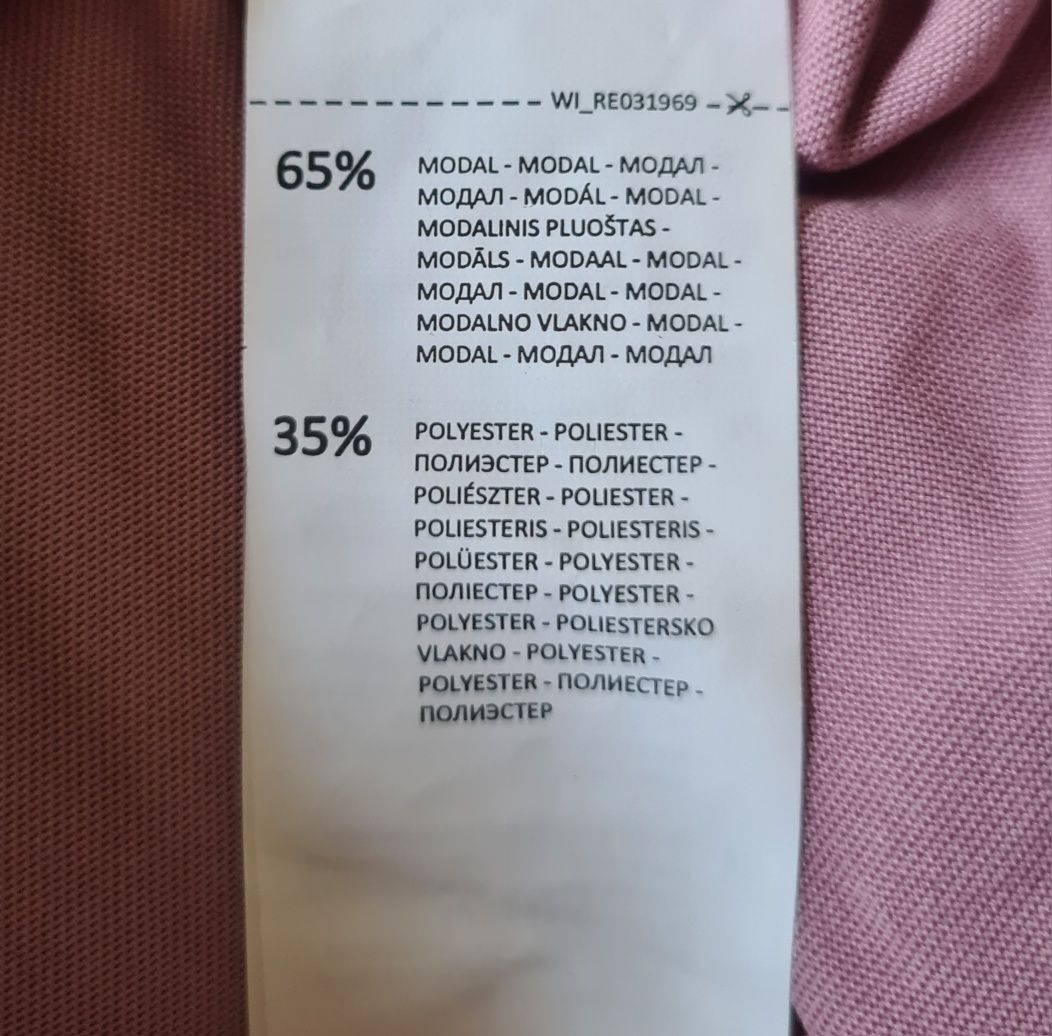 WI_RE031969
65%
MODAL - MODAL - МОДАЛ -
МОДАЛ - MODÁL - MODAL -
MODALINIS PLUOŠTAS -
MODĀLS - MODAAL - MODAL -
МОДАЛ - MODAL - MODAL -
MODALNO VLAKNO - MODAL -
MODAL - МОДАЛ - МОДАЛ
35%
POLYESTER - POLIESTER -
ПОЛИЭСТЕР - ПОЛИЕСТЕР -
POLIÉSZTER - POLIESTER -
POLIESTERIS - POLIESTERIS -
POLÜESTER - POLYESTER -
ПОЛІЕСТЕР - POLYESTER -
POLYESTER - POLIESTERSKO
VLAKNO - POLYESTER -
POLYESTER - ПОЛИЕСТЕР -
ПОЛИЭСТЕР